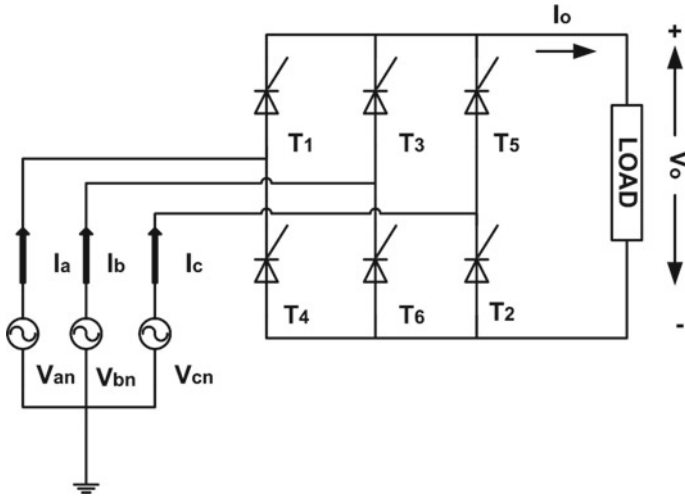 Io
+
T1 T3 T5
LOAD
Vo
Ia Ib Ic
T4 T6 T2
-
Van Vbn Vcn